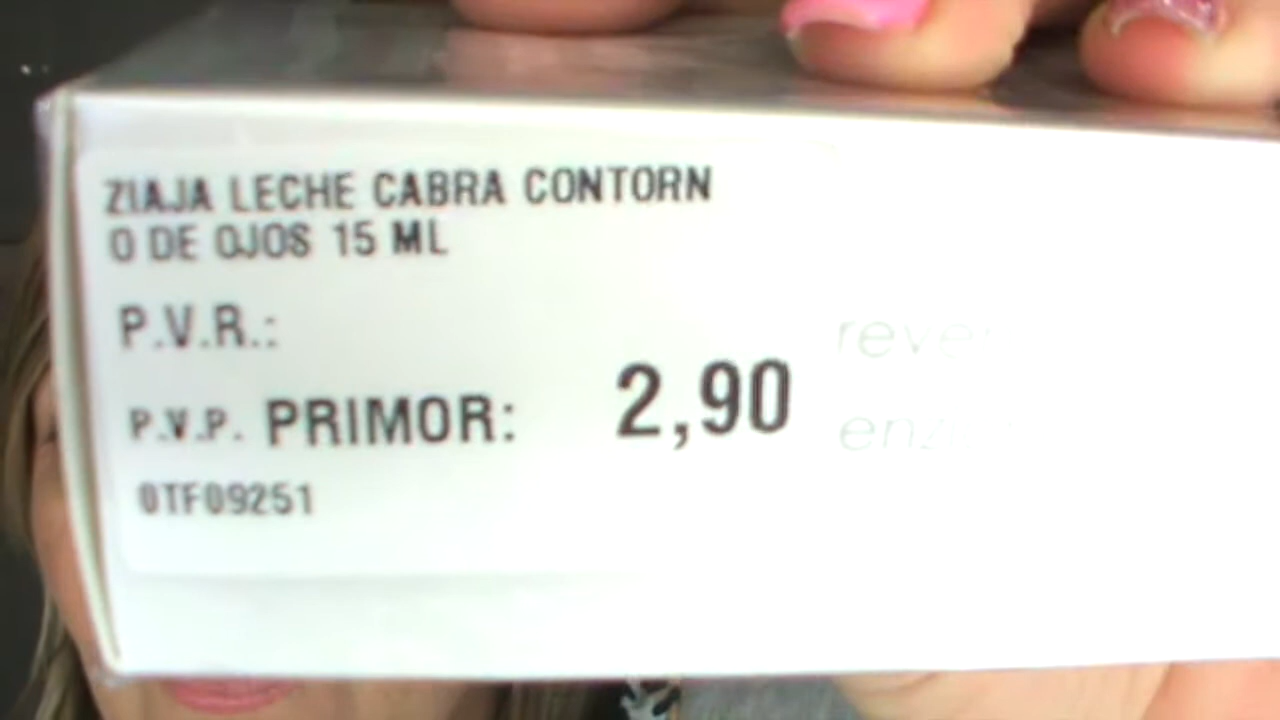 ZIAJA LECHE CABRA CONTORN
O DE OJOS 15 ML
P.V.R.:
P.V.P. PRIMOR: 2,90
0TF09251